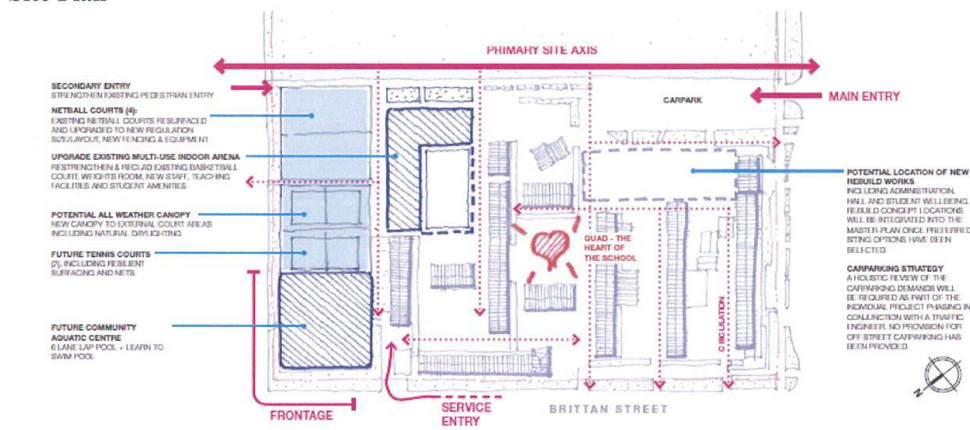 PRIMARY SITE AXIS
SECONDARY ENTRY
STRENGTHEN EXISTING PEDESTRIAN ENTRY
NETBALL COURTS (4):
EXISTING NETBALL COURTS RESURFACED
AND UPGRADED TO NEW REGULATION
SIZE/LAYOUT, NEW FENCING & EQUIPMENT
UPGRADE EXISTING MULTI-USE INDOOR ARENA
RESTRENGTHEN & RECLAD EXISTING BASKETBALL
COURT, WEIGHTS ROOM, NEW STAFF, TEACHING
FACILITIES AND STUDENT AMENITIES
POTENTIAL ALL WEATHER CANOPY
NEW CANOPY TO EXTERNAL COURT AREAS
INCLUDING NATURAL DAYLIGHTING
FUTURE TENNIS COURTS
(2), INCLUDING RESILIENT
SURFACING AND NETS
FUTURE COMMUNITY
AQUATIC CENTRE
6 LANE LAP POOL + LEARN TO
SWIM POOL
FRONTAGE
SERVICE
ENTRY
BRITTAN STREET
QUAD - THE
HEART OF
THE SCHOOL
CIRCULATION
CARPARK
MAIN ENTRY
POTENTIAL LOCATION OF NEW
REBUILD WORKS
INCLUDING ADMINISTRATION,
HALL AND STUDENT WELLBEING.
REBUILD CONCEPT LOCATIONS
WILL BE INTEGRATED INTO THE
MASTER-PLAN ONCE PREFERRED
SITING OPTIONS HAVE BEEN
SELECTED.
CARPARKING STRATEGY
A HOLISTIC REVIEW OF THE
CARPARKING DEMANDS WILL
BE REQUIRED AS PART OF THE
INDIVIDUAL PROJECT PHASING IN
CONJUNCTION WITH A TRAFFIC
ENGINEER. NO PROVISION FOR
OFF STREET CARPARKING HAS
BEEN PROVIDED.
N